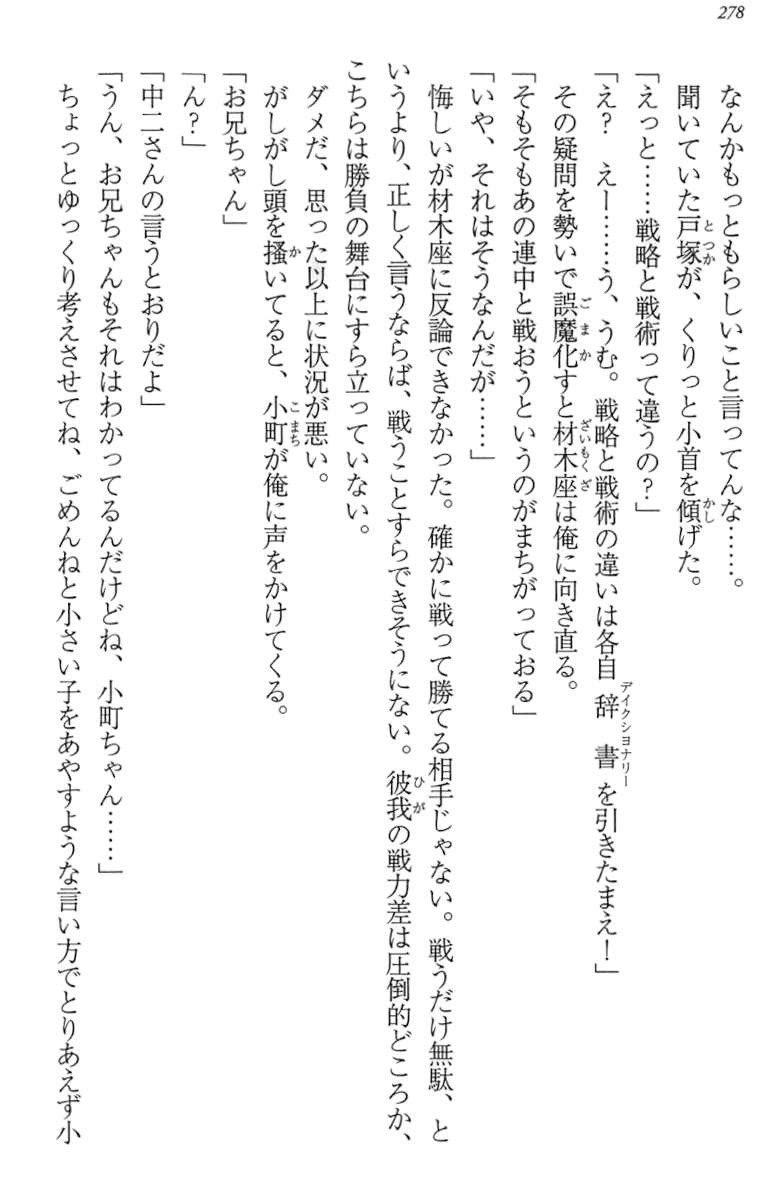 278
なんかもっともらしいこと言ってんな……。
聞いていた戸塚が、くりっと小首を傾げた。
「えっと……戦略と戦術って違うの?」
「え?　えー……う、うむ。戦略と戦術の違いは各自辞書を引きたまえ!」
その疑問を勢いで誤魔化すと材木座は俺に向き直る。
「そもそもあの連中と戦おうというのがまちがっておる」
「いや、それはそうなんだが……」
悔しいが材木座に反論できなかった。確かに戦って勝てる相手じゃない。戦うだけ無駄、と
いうより、正しく言うならば、戦うことすらできそうにない。彼我の戦力差は圧倒的どころか、
こちらは勝負の舞台にすら立っていない。
ダメだ、思った以上に状況が悪い。
がしがし頭を掻いてると、小町が俺に声をかけてくる。
「お兄ちゃん」
「ん?」
「中二さんの言うとおりだよ」
「うん、お兄ちゃんもそれはわかってるんだけどね、小町ちゃん……」
ちょっとゆっくり考えさせてね、ごめんねと小さい子をあやすような言い方でとりあえず小